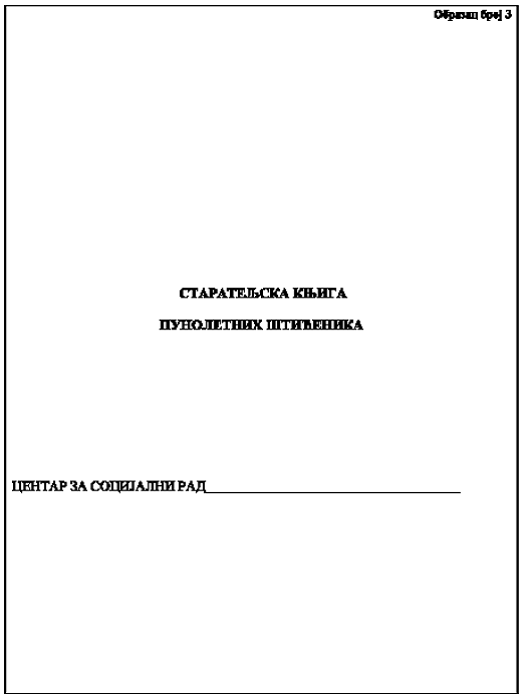 Образац број 3
СТАРАТЕЉСКА КЊИГА
ПУНОЛЕТНИХ ШТИЋЕНИКА
ЦЕНТАР ЗА СОЦИЈАЛНИ РАД